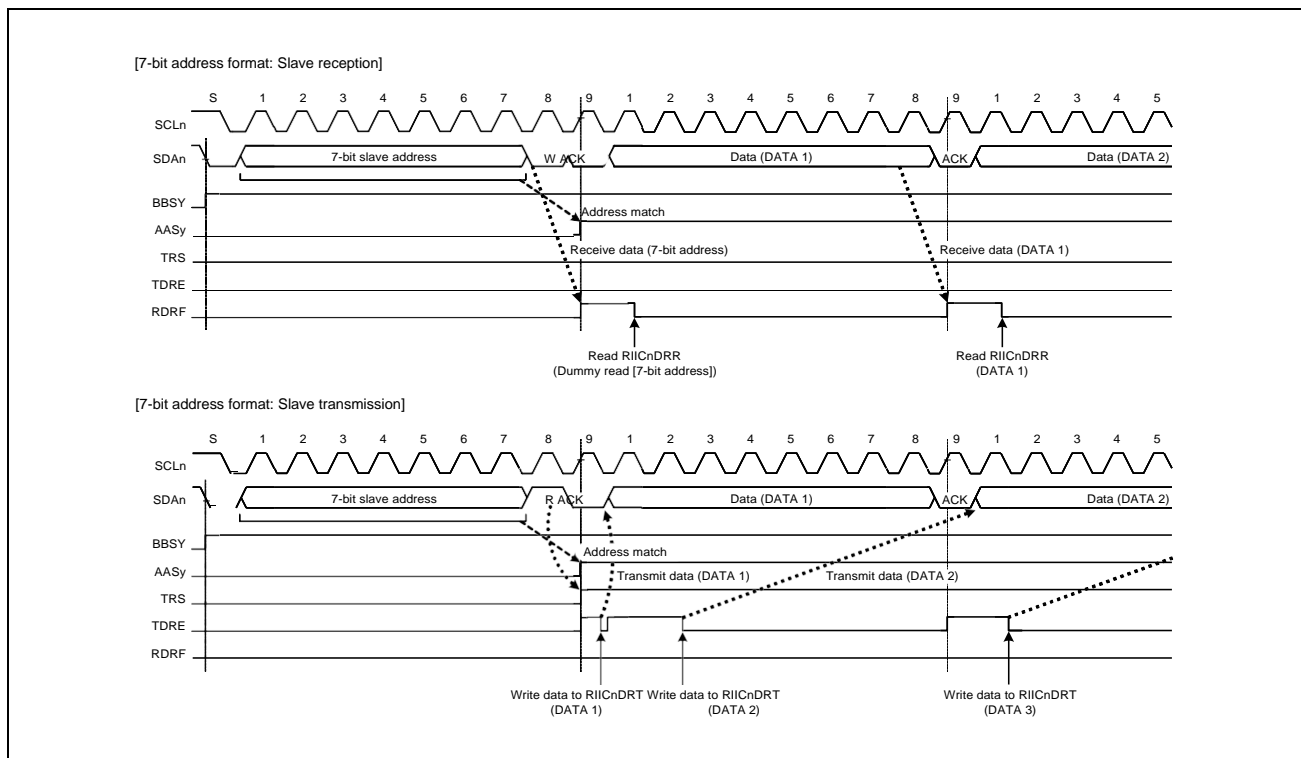 [7-bit address format: Slave reception]
S 1 2 3 4 5 6 7 8 9 1 2 3 4 5 6 7 8 9 1 2 3 4 5
SCLn
SDAn 7-bit slave address W ACK Data (DATA 1) ACK Data (DATA 2)
BBSY
Address match
AASy
Receive data (7-bit address) Receive data (DATA 1)
TRS
TDRE
RDRF
Read RIICnDRR Read RIICnDRR
(Dummy read [7-bit address]) (DATA 1)
[7-bit address format: Slave transmission]
S 1 2 3 4 5 6 7 8 9 1 2 3 4 5 6 7 8 9 1 2 3 4 5
SCLn
SDAn 7-bit slave address R ACK Data (DATA 1) ACK Data (DATA 2)
BBSY
Address match
AASy
Transmit data (DATA 1) Transmit data (DATA 2)
TRS
TDRE
RDRF
Write data to RIICnDRT Write data to RIICnDRT Write data to RIICnDRT
(DATA 1) (DATA 2) (DATA 3)